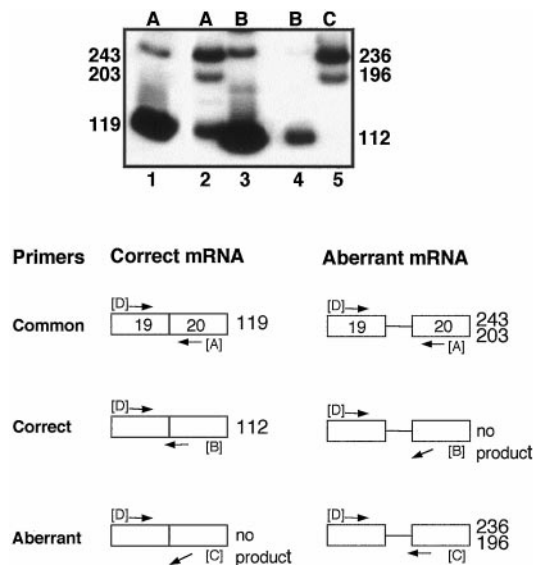 A A B B C
243
203
119
236
196
112
1 2 3 4 5
Primers Correct mRNA Aberrant mRNA
Common
[D]
19 20
119
[A]
[D]
19 20
243
203
[A]
Correct
[D]
112
[B]
[D]
no
product
[B]
Aberrant
[D]
no
product
[C]
[D]
236
196
[C]